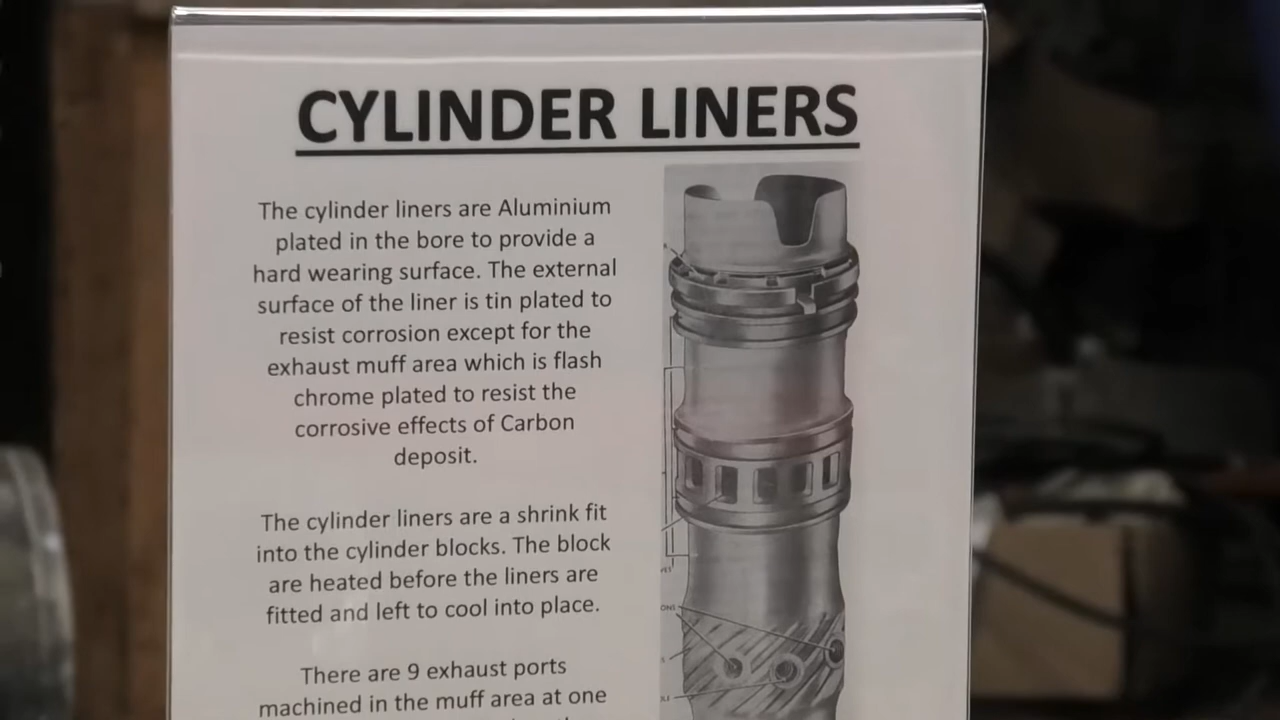 CYLINDER LINERS
The cylinder liners are Aluminium
plated in the bore to provide a
hard wearing surface. The external
surface of the liner is tin plated to
resist corrosion except for the
exhaust muff area which is flash
chrome plated to resist the
corrosive effects of Carbon
deposit.
The cylinder liners are a shrink fit
into the cylinder blocks. The block
are heated before the liners are
fitted and left to cool into place.
There are 9 exhaust ports
machined in the muff area at one